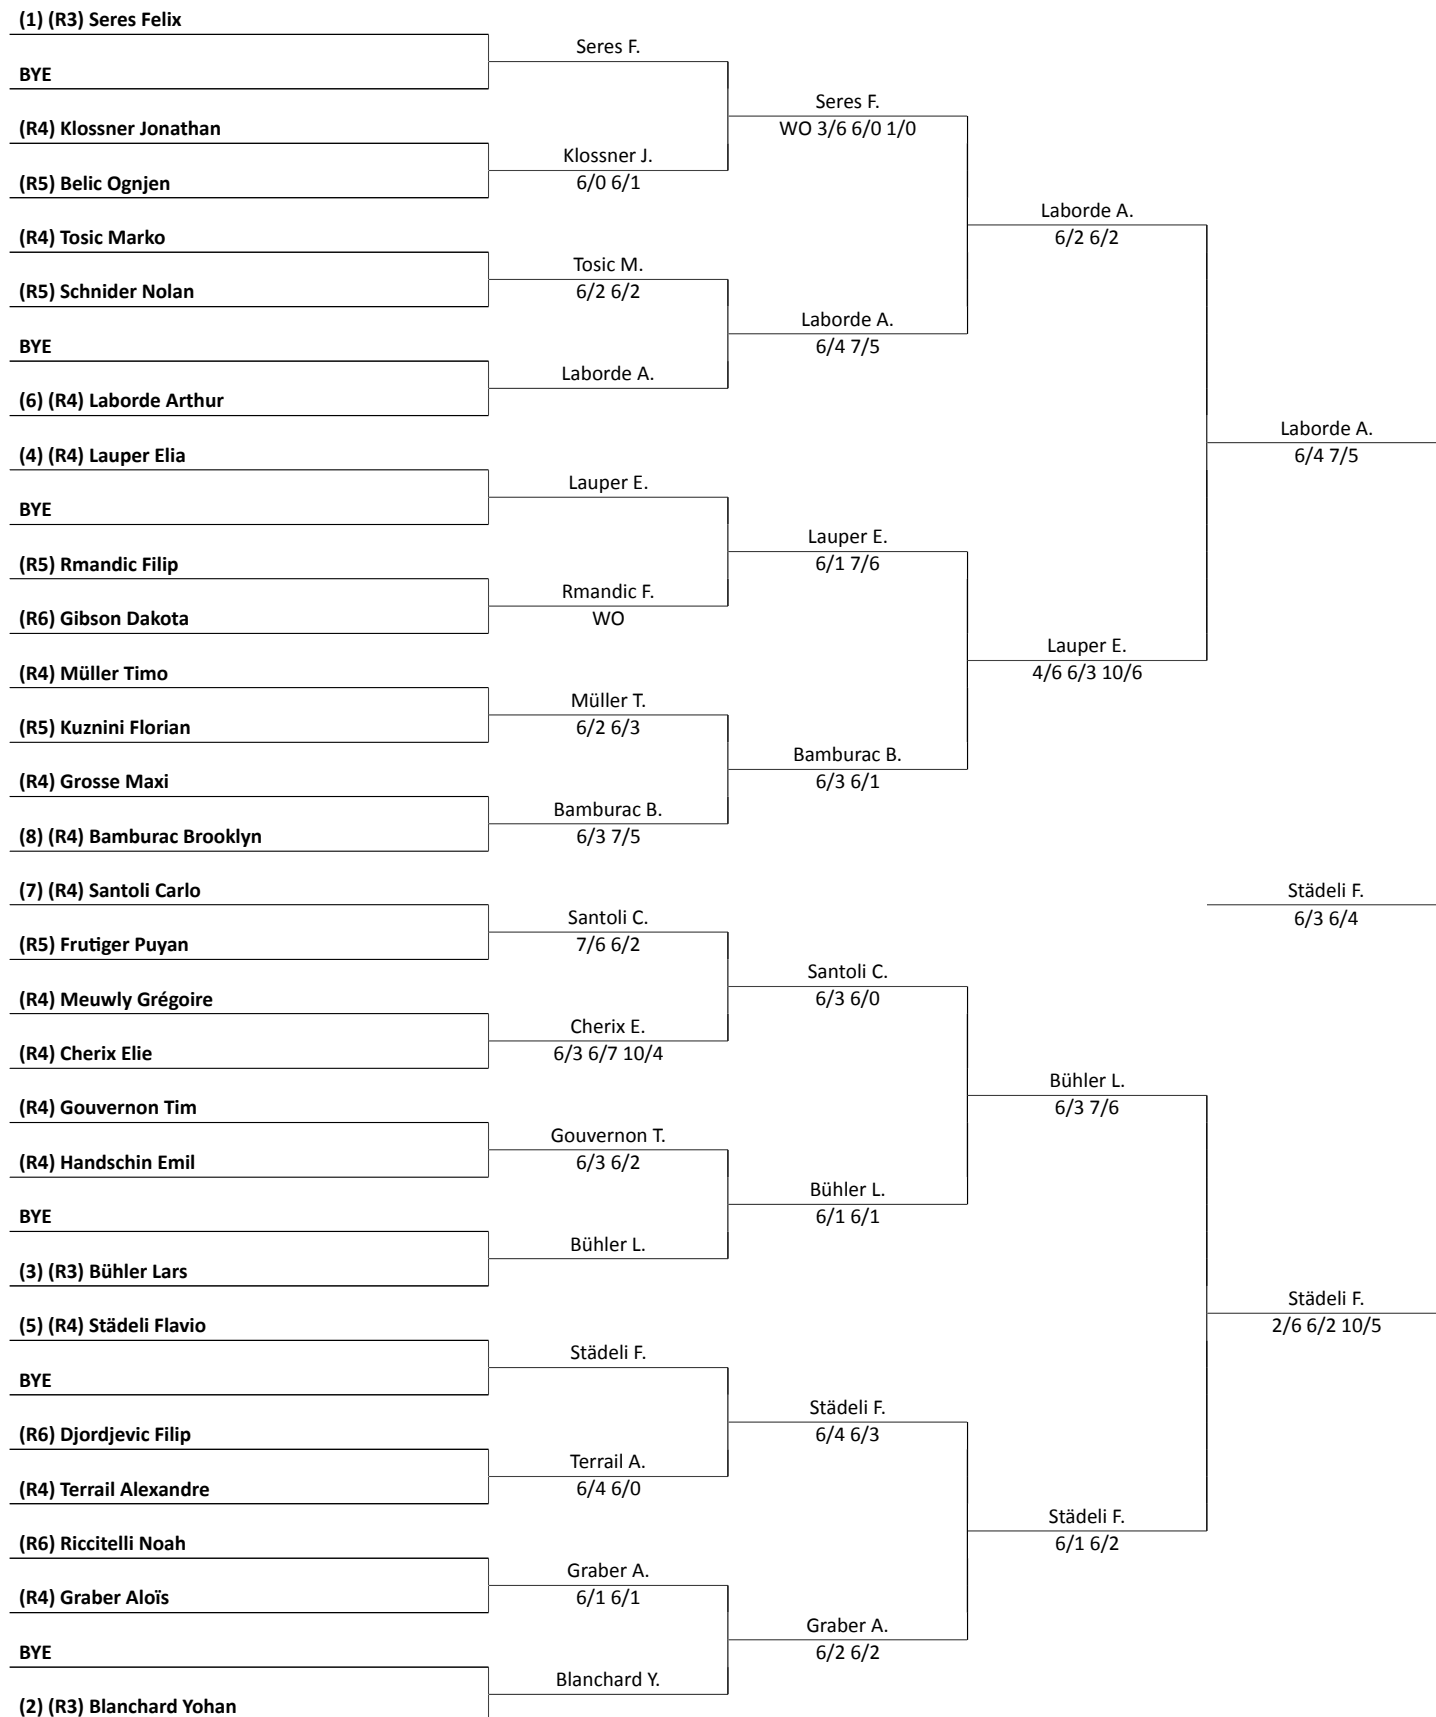 (1) (R3) Seres Felix
Seres F.
BYE
Seres F.
WO 3/6 6/0 1/0
(R4) Klossner Jonathan
Klossner J.
6/0 6/1
(R5) Belic Ognjen
Laborde A.
6/2 6/2
(R4) Tosic Marko
Tosic M.
6/2 6/2
(R5) Schnider Nolan
Laborde A.
6/4 7/5
BYE
Laborde A.
(6) (R4) Laborde Arthur
Laborde A.
6/4 7/5
(4) (R4) Lauper Elia
Lauper E.
BYE
Lauper E.
6/1 7/6
(R5) Rmandic Filip
Rmandic F.
WO
(R6) Gibson Dakota
Lauper E.
4/6 6/3 10/6
(R4) Müller Timo
Müller T.
6/2 6/3
(R5) Kuznini Florian
Bamburac B.
6/3 6/1
(R4) Grosse Maxi
Bamburac B.
6/3 7/5
(8) (R4) Bamburac Brooklyn
(7) (R4) Santoli Carlo
Städeli F.
6/3 6/4
Santoli C.
7/6 6/2
(R5) Frutiger Puyan
Santoli C.
6/3 6/0
(R4) Meuwly Grégoire
Cherix E.
6/3 6/7 10/4
(R4) Cherix Elie
Bühler L.
6/3 7/6
(R4) Gouvernon Tim
Gouvernon T.
6/3 6/2
(R4) Handschin Emil
Bühler L.
6/1 6/1
BYE
Bühler L.
(3) (R3) Bühler Lars
Städeli F.
2/6 6/2 10/5
(5) (R4) Städeli Flavio
Städeli F.
BYE
Städeli F.
6/4 6/3
(R6) Djordjevic Filip
Terrail A.
6/4 6/0
(R4) Terrail Alexandre
Städeli F.
6/1 6/2
(R6) Riccitelli Noah
Graber A.
6/1 6/1
(R4) Graber Aloïs
Graber A.
6/2 6/2
BYE
Blanchard Y.
(2) (R3) Blanchard Yohan